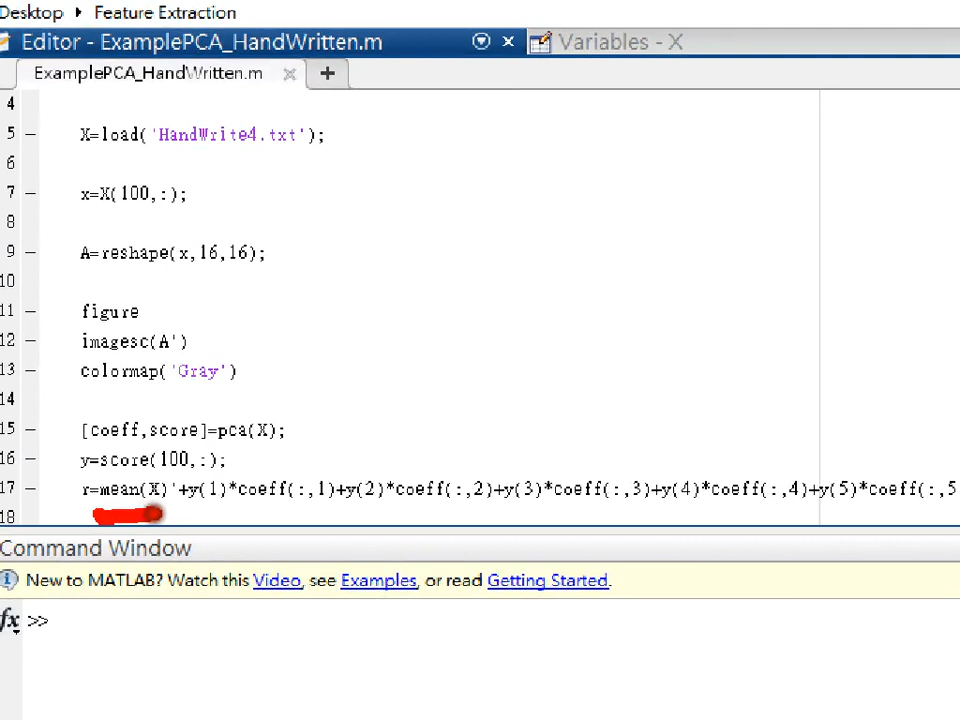 Desktop ▶ Feature Extraction
Editor - ExamplePCA_HandWritten.m
Variables - X
ExamplePCA_HandWritten.m
4
5 – X=load('HandWrite4.txt');
6
7 – x=X(100,:);
8
9 – A=reshape(x,16,16);
10
11 – figure
12 – imagesc(A')
13 – colormap('Gray')
14
15 – [coeff,score]=pca(X);
16 – y=score(100,:);
17 – r=mean(X)'+y(1)*coeff(:,1)+y(2)*coeff(:,2)+y(3)*coeff(:,3)+y(4)*coeff(:,4)+y(5)*coeff(:,5
18
Command Window
New to MATLAB? Watch this Video, see Examples, or read Getting Started.
fx >>